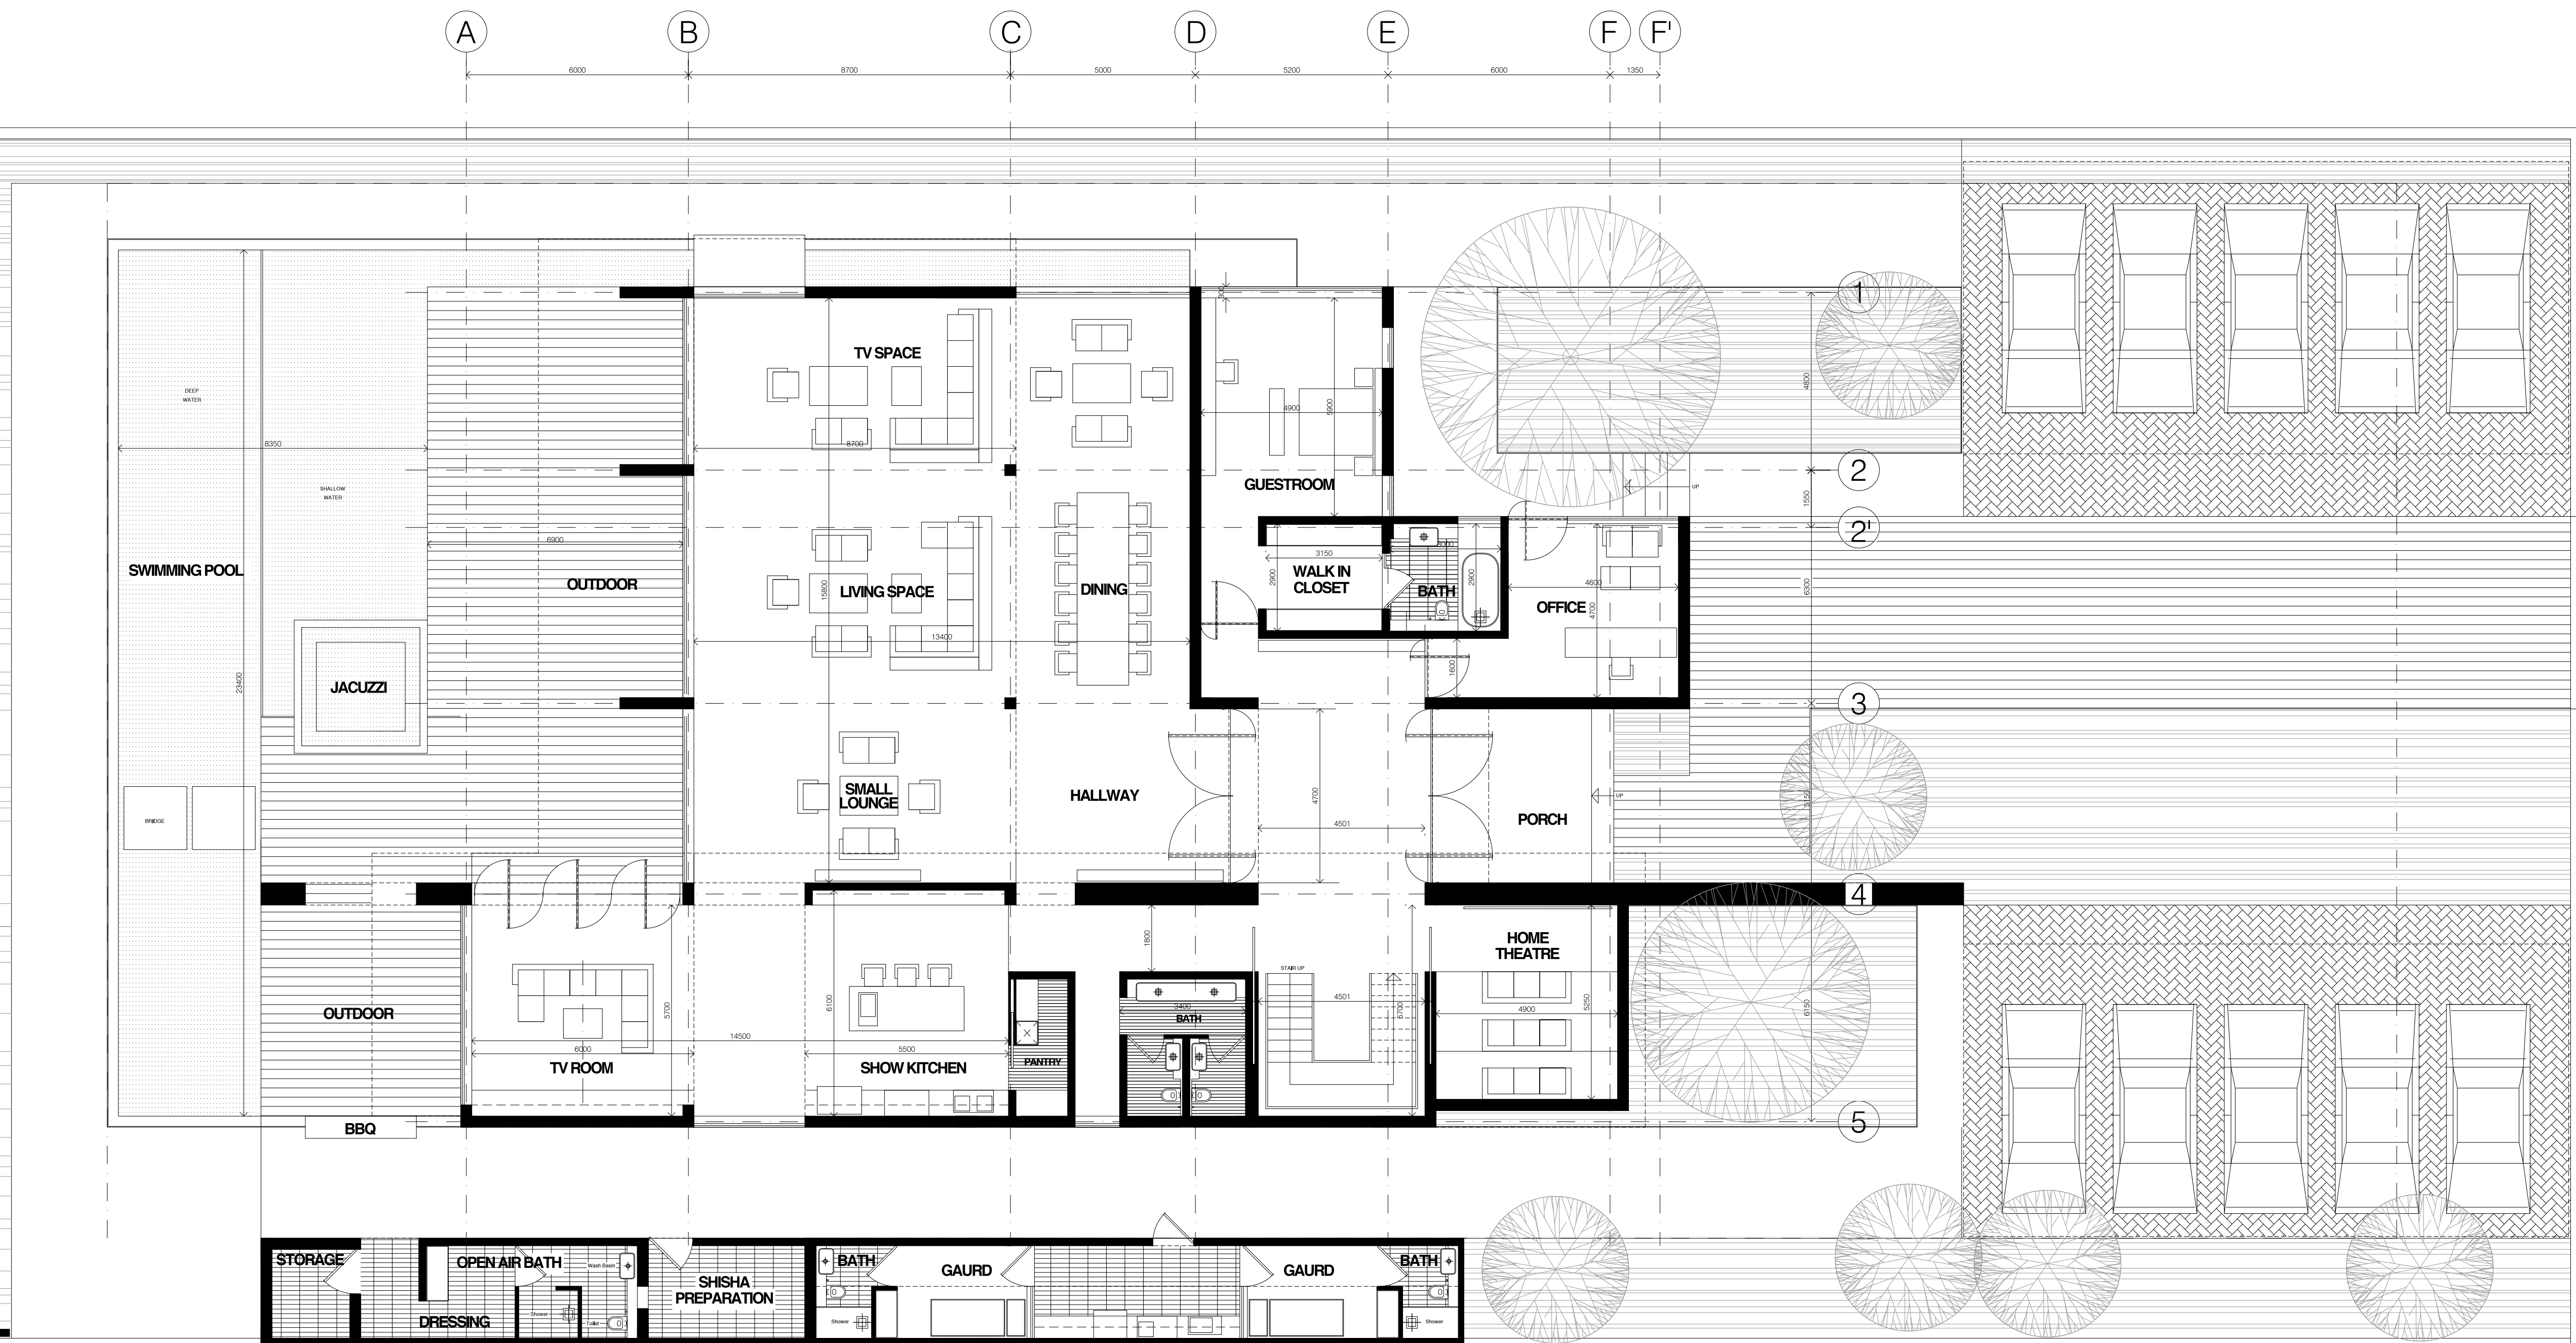 A
B
C
D
E
F
F'
6000
8700
5000
5200
6000
1350
300
1
TV SPACE
4800
DEEP
WATER
4900
5900
8350
8700
2
SHALLOW
WATER
GUESTROOM
UP
1550
2'
6900
3000
SWIMMING POOL
OUTDOOR
LIVING SPACE
15800
DINING
3150
2900
WALK IN
CLOSET
BATH
2900
4600
OFFICE
4700
6300
13400
1600
23400
JACUZZI
3
SMALL
LOUNGE
HALLWAY
4700
UP
5150
BRIDGE
4501
PORCH
4
1800
HOME
THEATRE
STAIR UP
OUTDOOR
5700
6100
3400
BATH
4501
5700
4900
5250
6150
14500
6000
5500
TV ROOM
SHOW KITCHEN
PANTRY
BBQ
5
STORAGE
OPEN AIR BATH
Wash Basin
SHISHA
PREPARATION
BATH
GAURD
GAURD
BATH
DRESSING
Shower
Toilet
Shower
Shower